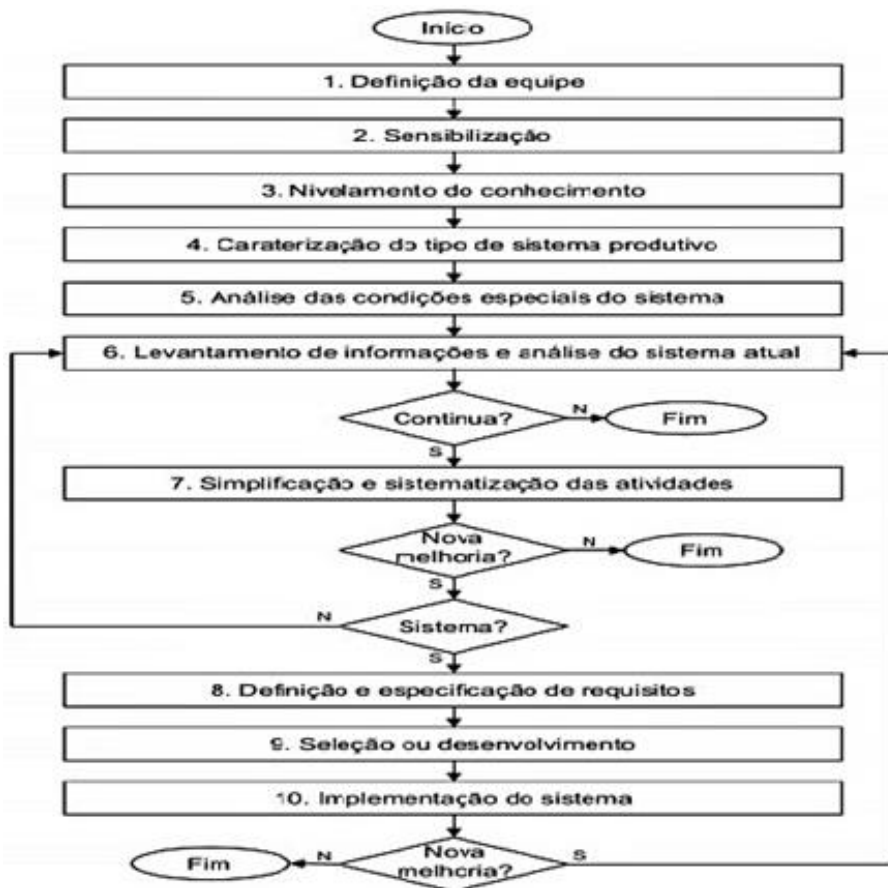 Início
1. Definição da equipe
2. Sensibilização
3. Nivelamento do conhecimento
4. Caraterização do tipo de sistema produtivo
5. Análise das condições especiais do sistema
6. Levantamento de informações e análise do sistema atual
Continua?
N
Fim
S
7. Simplificação e sistematização das atividades
Nova
melhoria?
N
Fim
S
N
Sistema?
S
8. Definição e especificação de requisitos
9. Seleção ou desenvolvimento
10. Implementação do sistema
Fim
N
Nova
melhoria?
S